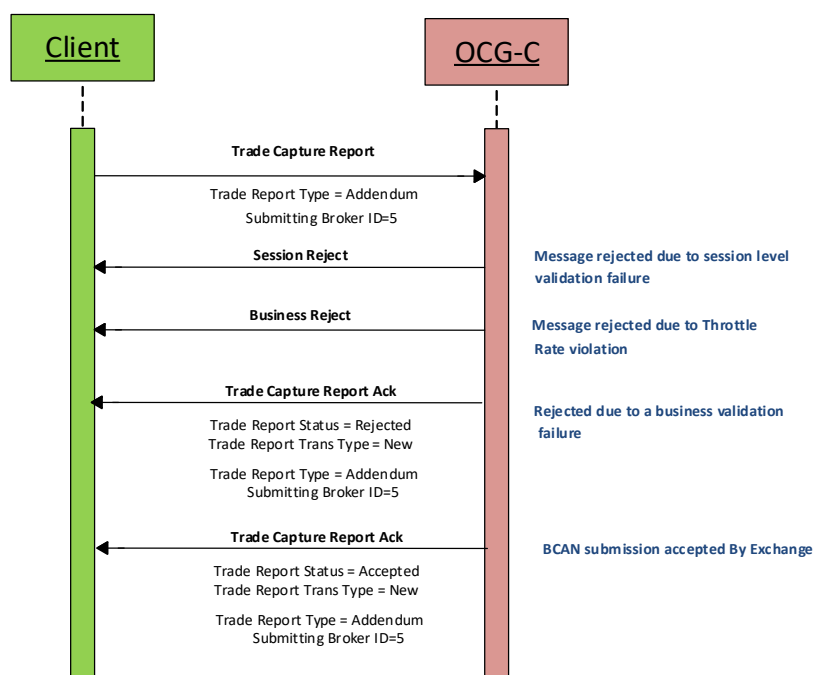 Client
OCG-C
Trade Capture Report
Trade Report Type = Addendum
Submitting Broker ID=5
Session Reject
Message rejected due to session level
validation failure
Business Reject
Message rejected due to Throttle
Rate violation
Trade Capture Report Ack
Rejected due to a business validation
failure
Trade Report Status = Rejected
Trade Report Trans Type = New
Trade Report Type = Addendum
Submitting Broker ID=5
Trade Capture Report Ack
BCAN submission accepted By Exchange
Trade Report Status = Accepted
Trade Report Trans Type = New
Trade Report Type = Addendum
Submitting Broker ID=5